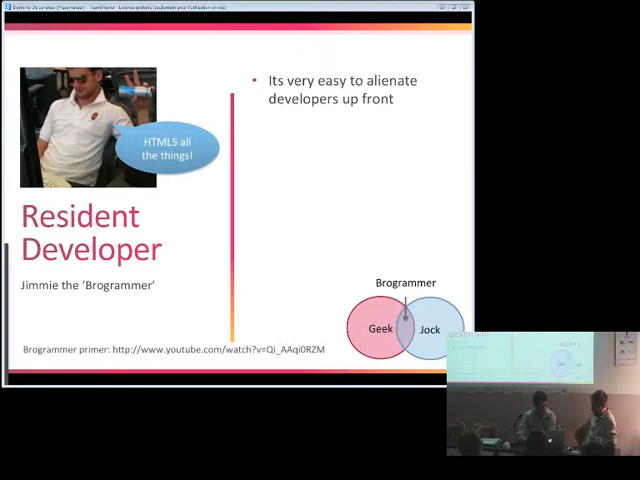 HTML5 all
the things!
Resident
Developer
Jimmie the ‘Brogrammer’
• Its very easy to alienate
developers up front
Brogrammer
Geek
Jock
Brogrammer primer: http://www.youtube.com/watch?v=Qi_AAqi0RZM